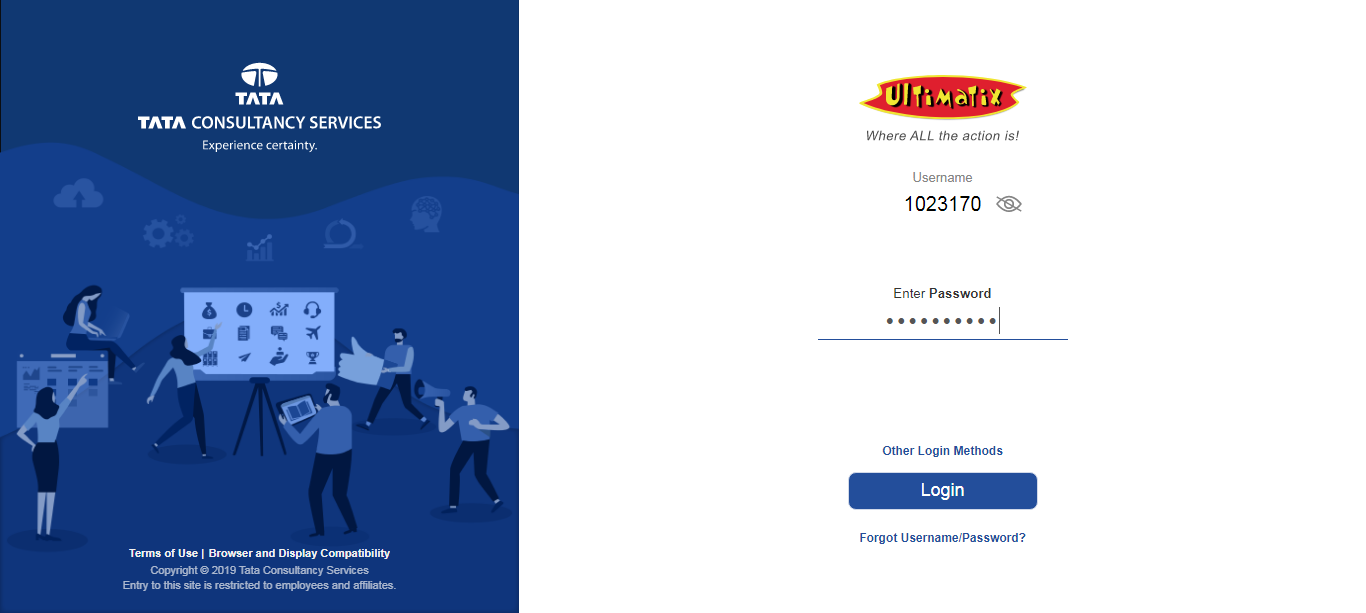 TATA
TATA CONSULTANCY SERVICES
Experience certainty.
Terms of Use | Browser and Display Compatibility
Copyright © 2019 Tata Consultancy Services
Entry to this site is restricted to employees and affiliates.
Ultimatix
Where ALL the action is!
Username
1023170
Enter Password
••••••••••
Other Login Methods
Login
Forgot Username/Password?